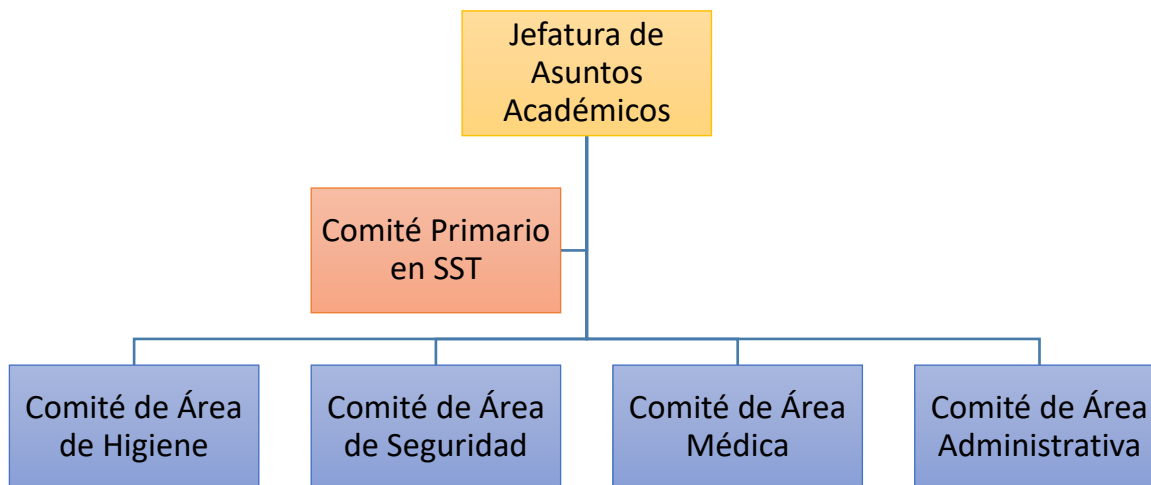 Jefatura de
Asuntos
Académicos
Comité Primario
en SST
Comité de Área
de Higiene
Comité de Área
de Seguridad
Comité de Área
Médica
Comité de Área
Administrativa